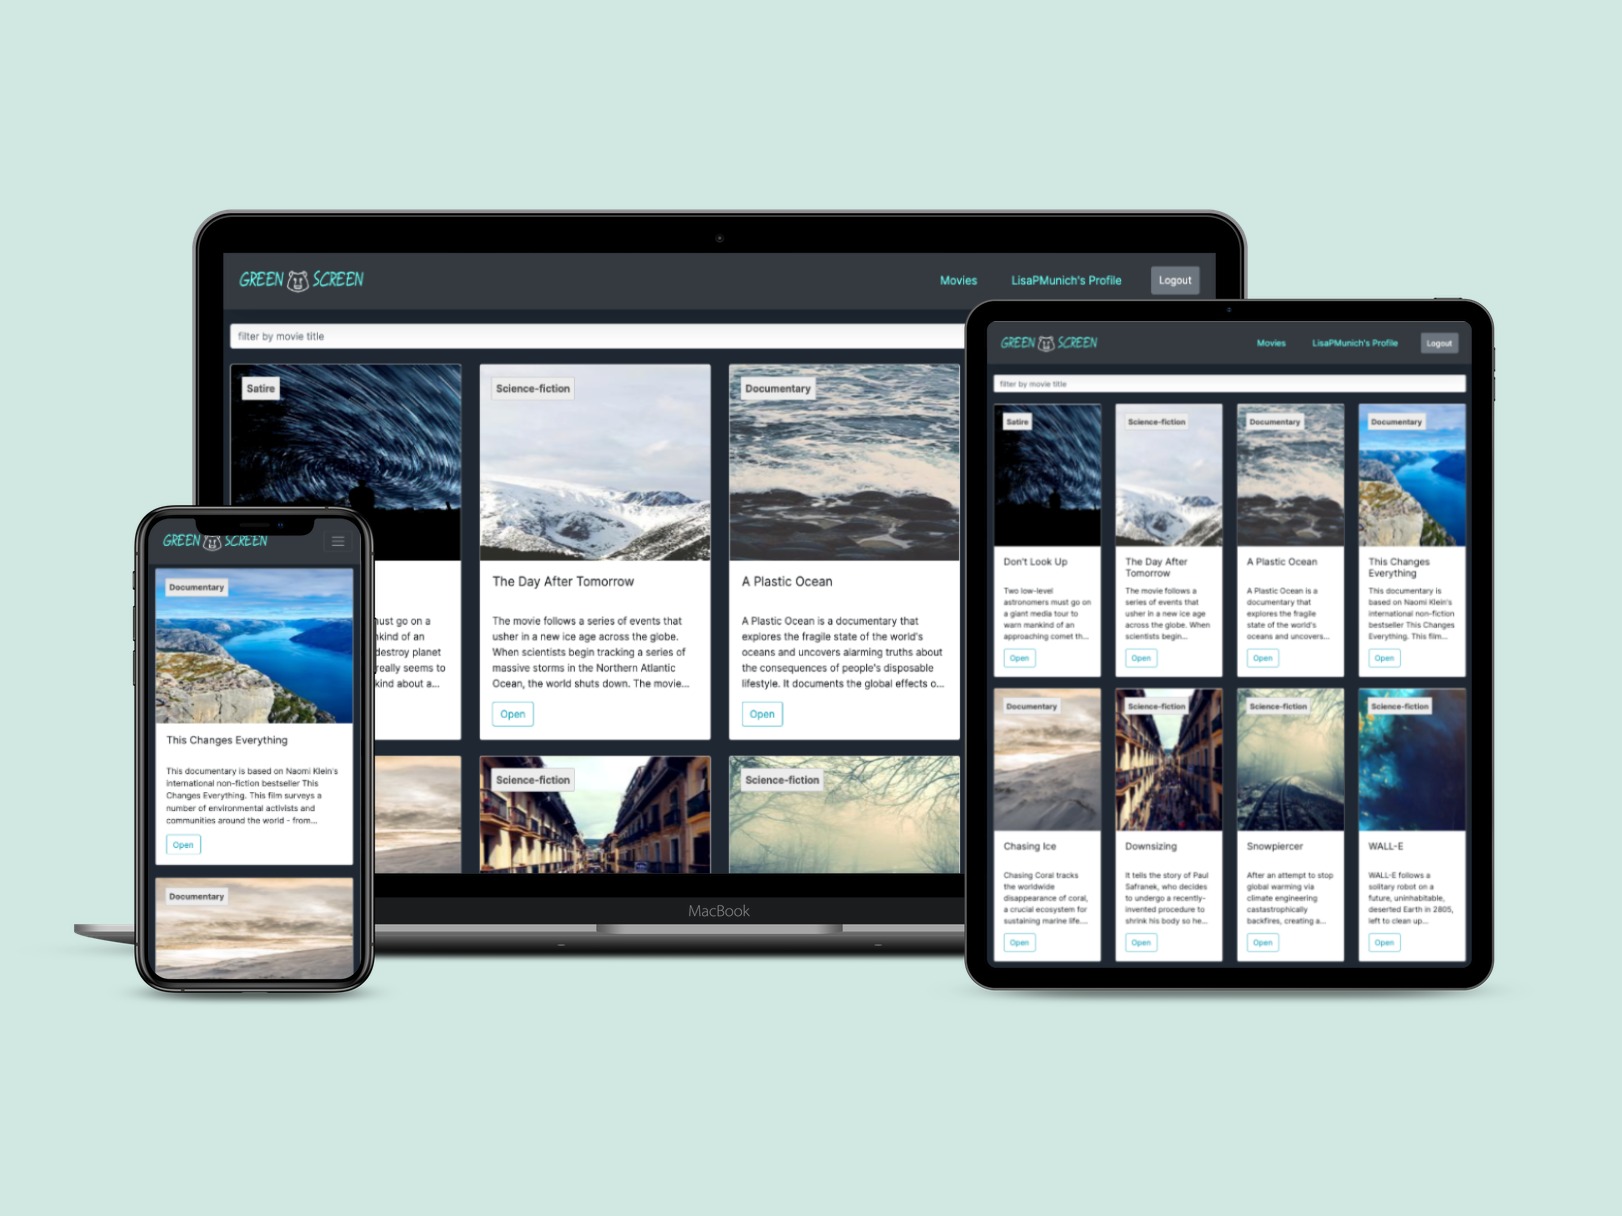 GREEN SCREEN
Movies
LisaPMunich's Profile
Logout
filter by movie title
Satire
Science-fiction
Documentary
ust go on a
nkind of an
destroy planet
really seems to
kind about a...
The Day After Tomorrow
The movie follows a series of events that
usher in a new ice age across the globe.
When scientists begin tracking a series of
massive storms in the Northern Atlantic
Ocean, the world shuts down. The movie...
Open
A Plastic Ocean
A Plastic Ocean is a documentary that
explores the fragile state of the world's
oceans and uncovers alarming truths about
the consequences of people's disposable
lifestyle. It documents the global effects o...
Open
Science-fiction
Science-fiction
MacBook
GREEN SCREEN
Documentary
This Changes Everything
This documentary is based on Naomi Klein's
international non-fiction bestseller This
Changes Everything. This film surveys a
number of environmental activists and
communities around the world - from...
Open
Documentary
GREEN SCREEN
Movies
LisaPMunich's Profile
Logout
filter by movie title
Satire
Don't Look Up
Two low-level
astronomers must go on
a giant media tour to
warn mankind of an
approaching comet th...
Open
Science-fiction
The Day After
Tomorrow
The movie follows a
series of events that
usher in a new ice age
across the globe. When
scientists begin...
Open
Documentary
A Plastic Ocean
A Plastic Ocean is a
documentary that
explores the fragile
state of the world's
oceans and uncovers...
Open
Documentary
This Changes
Everything
This documentary is
based on Naomi Klein's
international non-fiction
bestseller This Changes
Everything. This film...
Open
Documentary
Chasing Ice
Chasing Coral tracks
the worldwide
disappearance of coral,
a crucial ecosystem for
sustaining marine life....
Open
Science-fiction
Downsizing
It tells the story of Paul
Safranek, who decides
to undergo a recently-
invented procedure to
shrink his body so he...
Open
Science-fiction
Snowpiercer
After an attempt to stop
global warming via
climate engineering
castastrophically
backfires, creating a...
Open
Science-fiction
WALL-E
WALL-E follows a
solitary robot on a
future, uninhabitable,
deserted Earth in 2805,
left to clean up...
Open